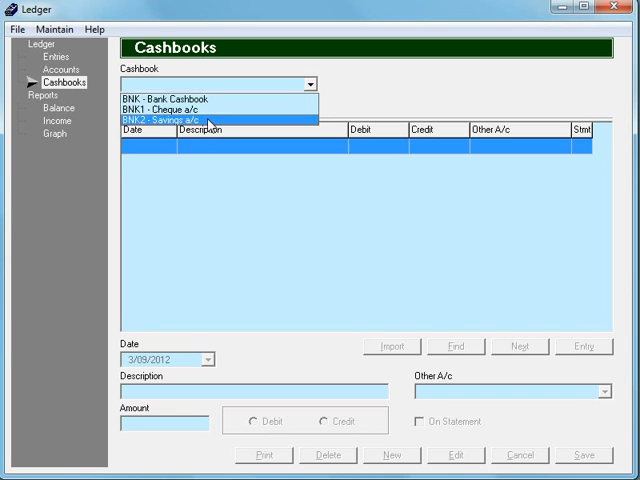 Ledger
File Maintain Help
Ledger
Entries
Accounts
Cashbooks
Reports
Balance
Income
Graph
Cashbooks
Cashbook
BNK - Bank Cashbook
BNK1 - Cheque a/c
BNK2 - Savings a/c
Date Description Debit Credit Other A/c Stmt
Import Find Next Entry
Date
3/09/2012
Description Other A/c
Amount
Debit Credit On Statement
Print Delete New Edit Cancel Save